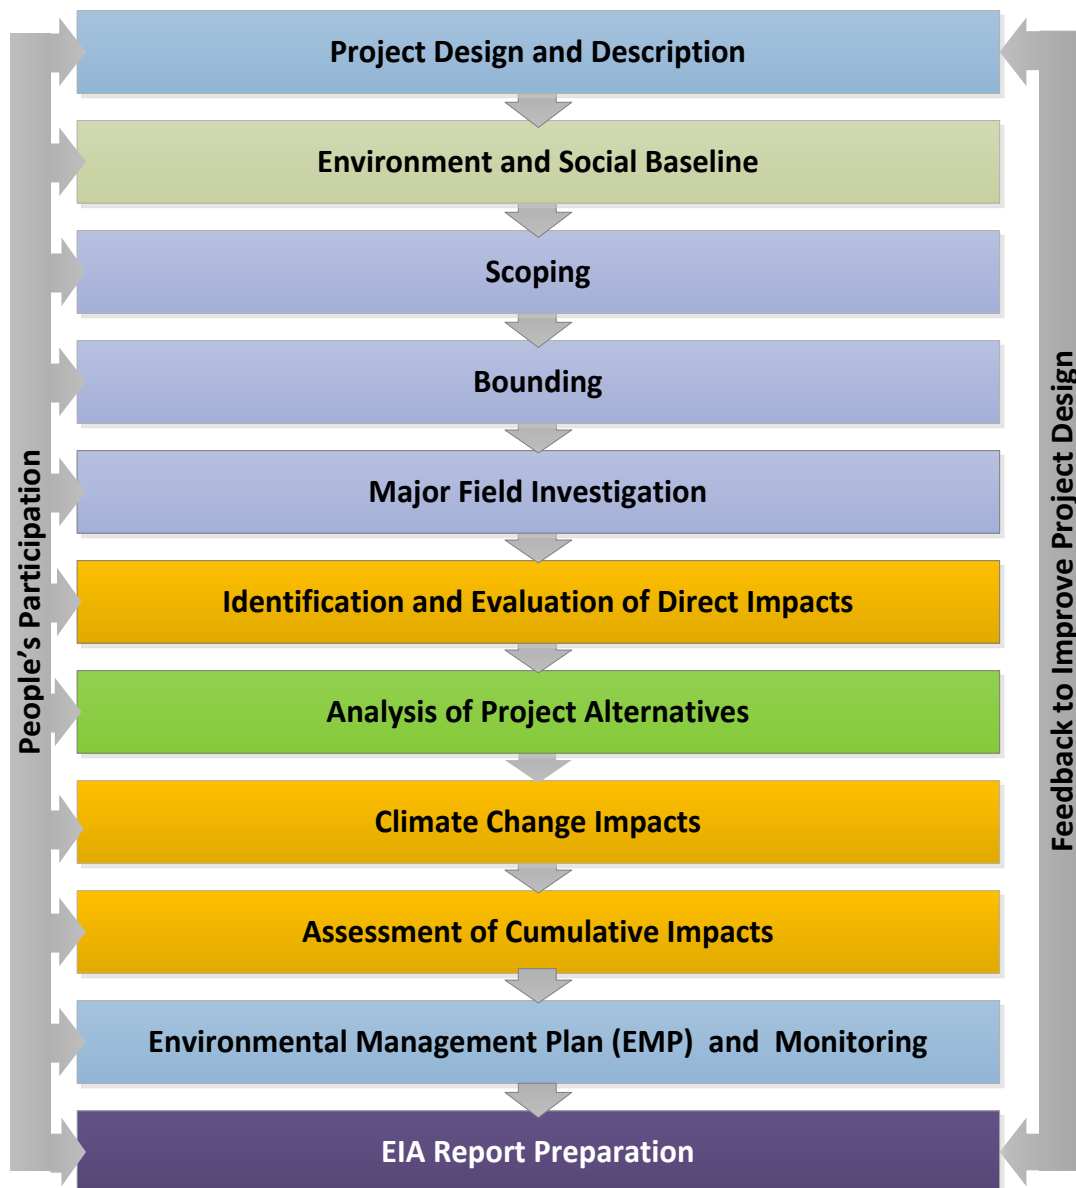 Project Design and Description
Environment and Social Baseline
Scoping
Bounding
Major Field Investigation
Identification and Evaluation of Direct Impacts
Analysis of Project Alternatives
Climate Change Impacts
Assessment of Cumulative Impacts
Environmental Management Plan (EMP)  and  Monitoring
EIA Report Preparation
People’s Participation
Feedback to Improve Project Design